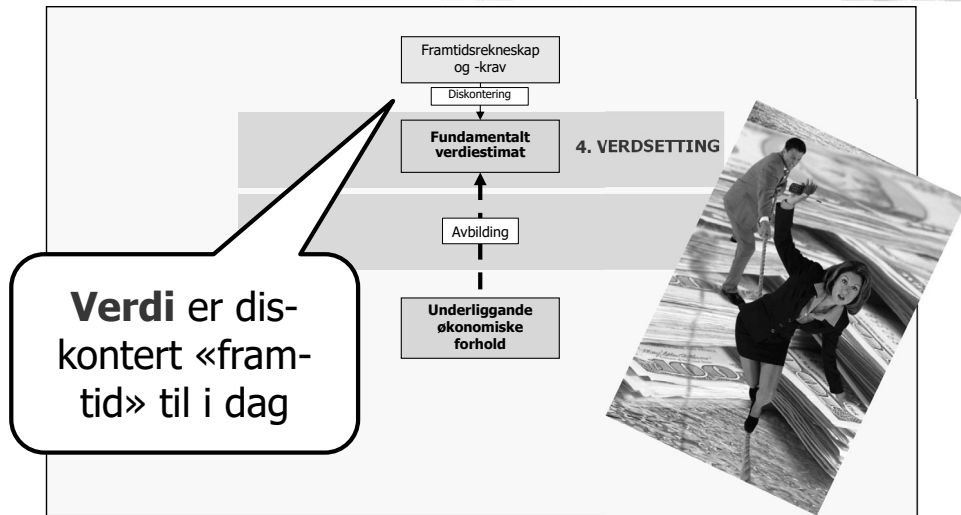 Framtidsrekneskap
og -krav
Diskontering
Fundamentalt
verdiestimat
4. VERDSETTING
Avbilding
Verdi er dis-
kontert «fram-
tid» til i dag
Underliggande
økonomiske
forhold